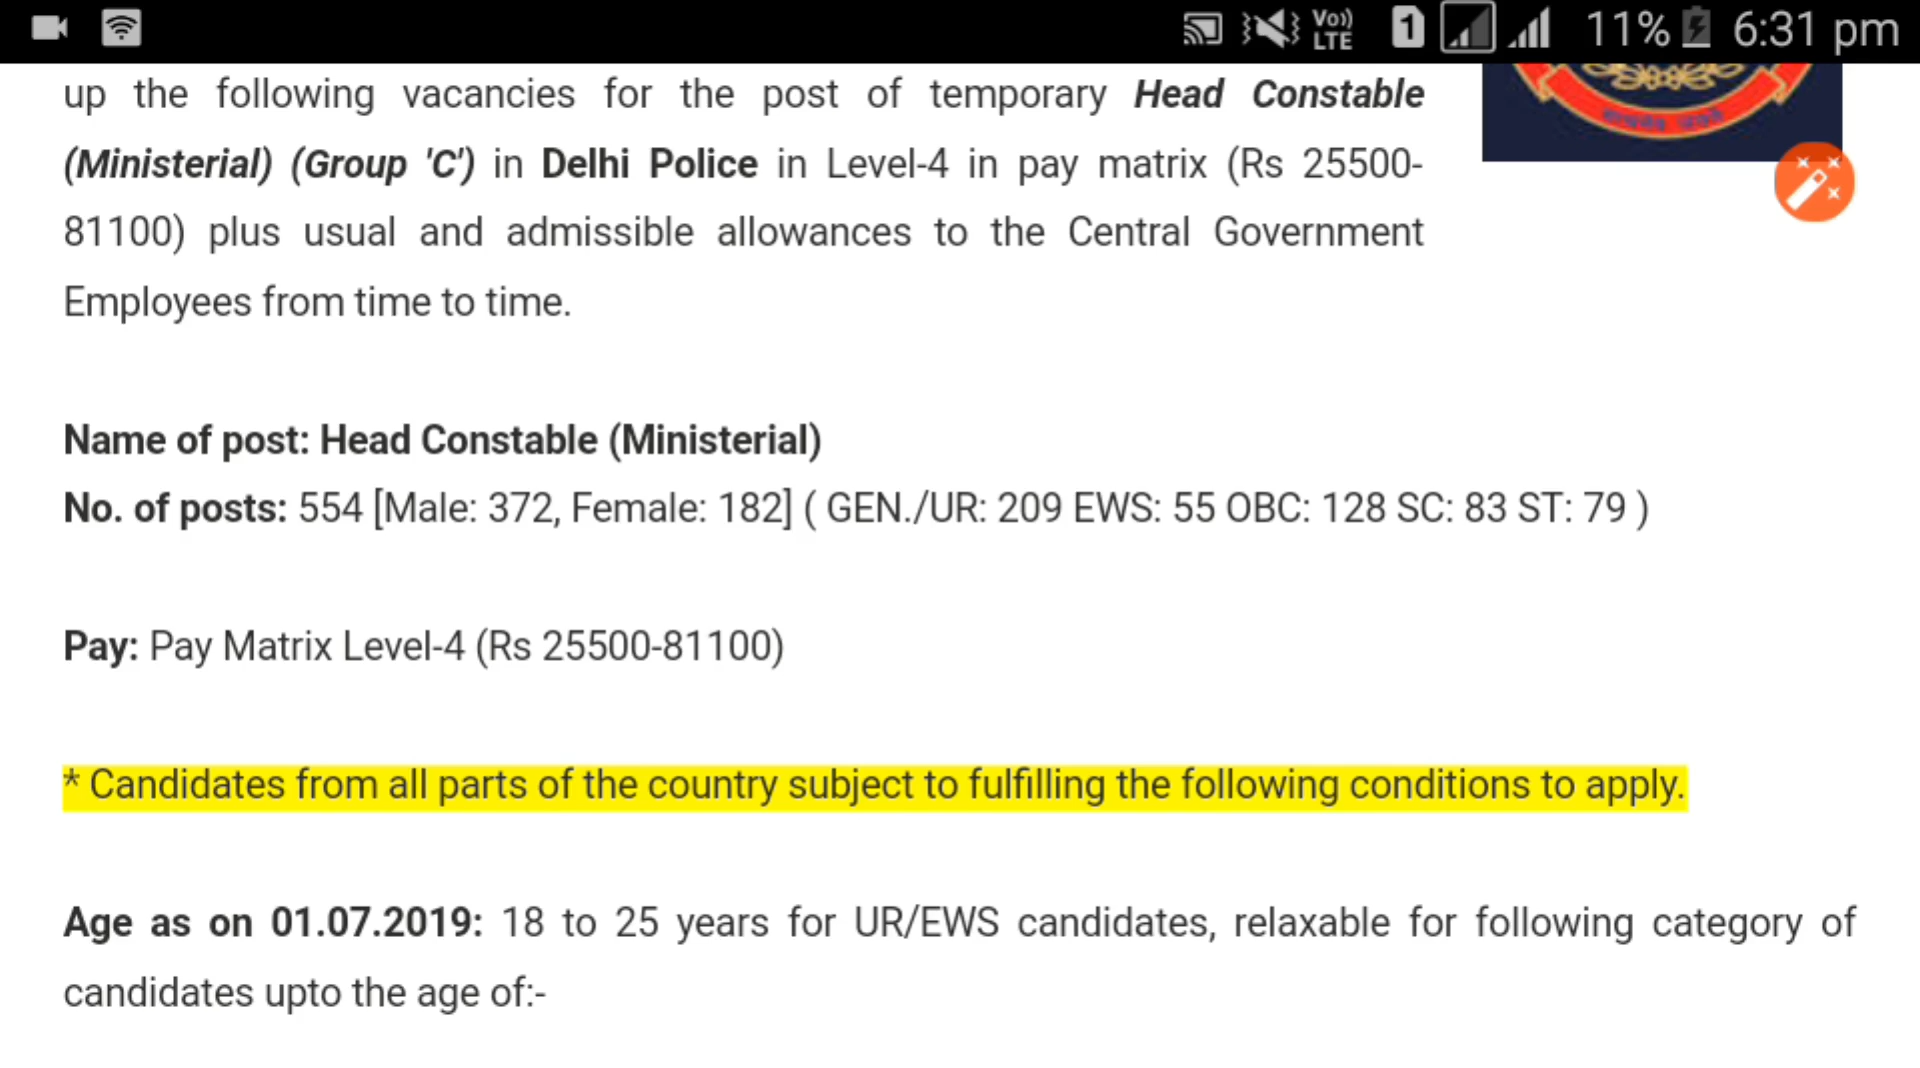 11% 6:31 pm
Vo)) LTE
1
up the following vacancies for the post of temporary Head Constable
(Ministerial) (Group 'C') in Delhi Police in Level-4 in pay matrix (Rs 25500-
81100) plus usual and admissible allowances to the Central Government
Employees from time to time.
Name of post: Head Constable (Ministerial)
No. of posts: 554 [Male: 372, Female: 182] ( GEN./UR: 209 EWS: 55 OBC: 128 SC: 83 ST: 79 )
Pay: Pay Matrix Level-4 (Rs 25500-81100)
* Candidates from all parts of the country subject to fulfilling the following conditions to apply.
Age as on 01.07.2019: 18 to 25 years for UR/EWS candidates, relaxable for following category of
candidates upto the age of:-